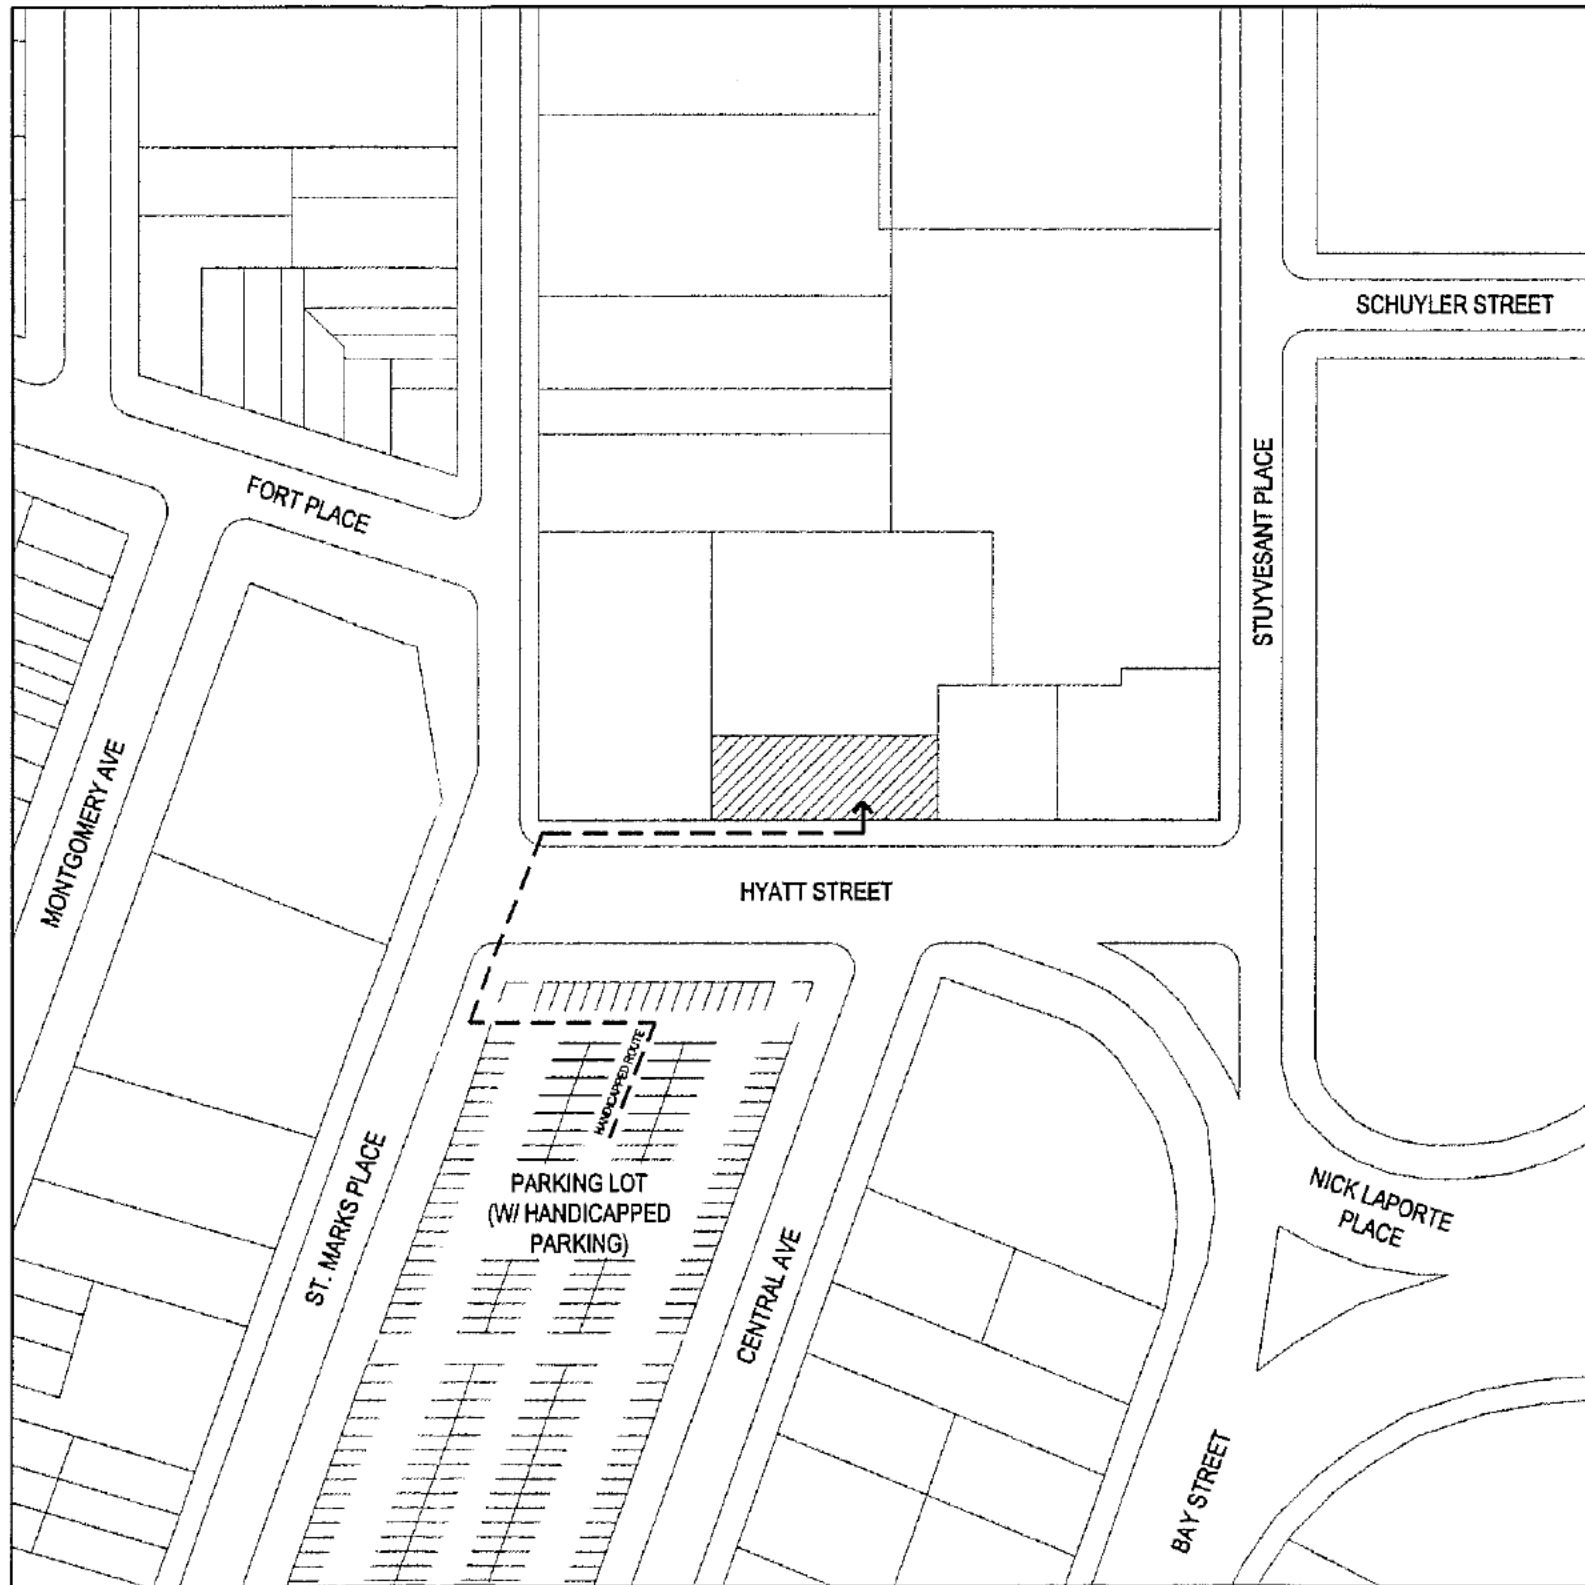 SCHUYLER STREET
FORT PLACE
STUYVESANT PLACE
MONTGOMERY AVE
HYATT STREET
HANDICAPPED ROUTE
PARKING LOT
(W/ HANDICAPPED
PARKING)
ST. MARKS PLACE
CENTRAL AVE
NICK LAPORTE
PLACE
BAY STREET